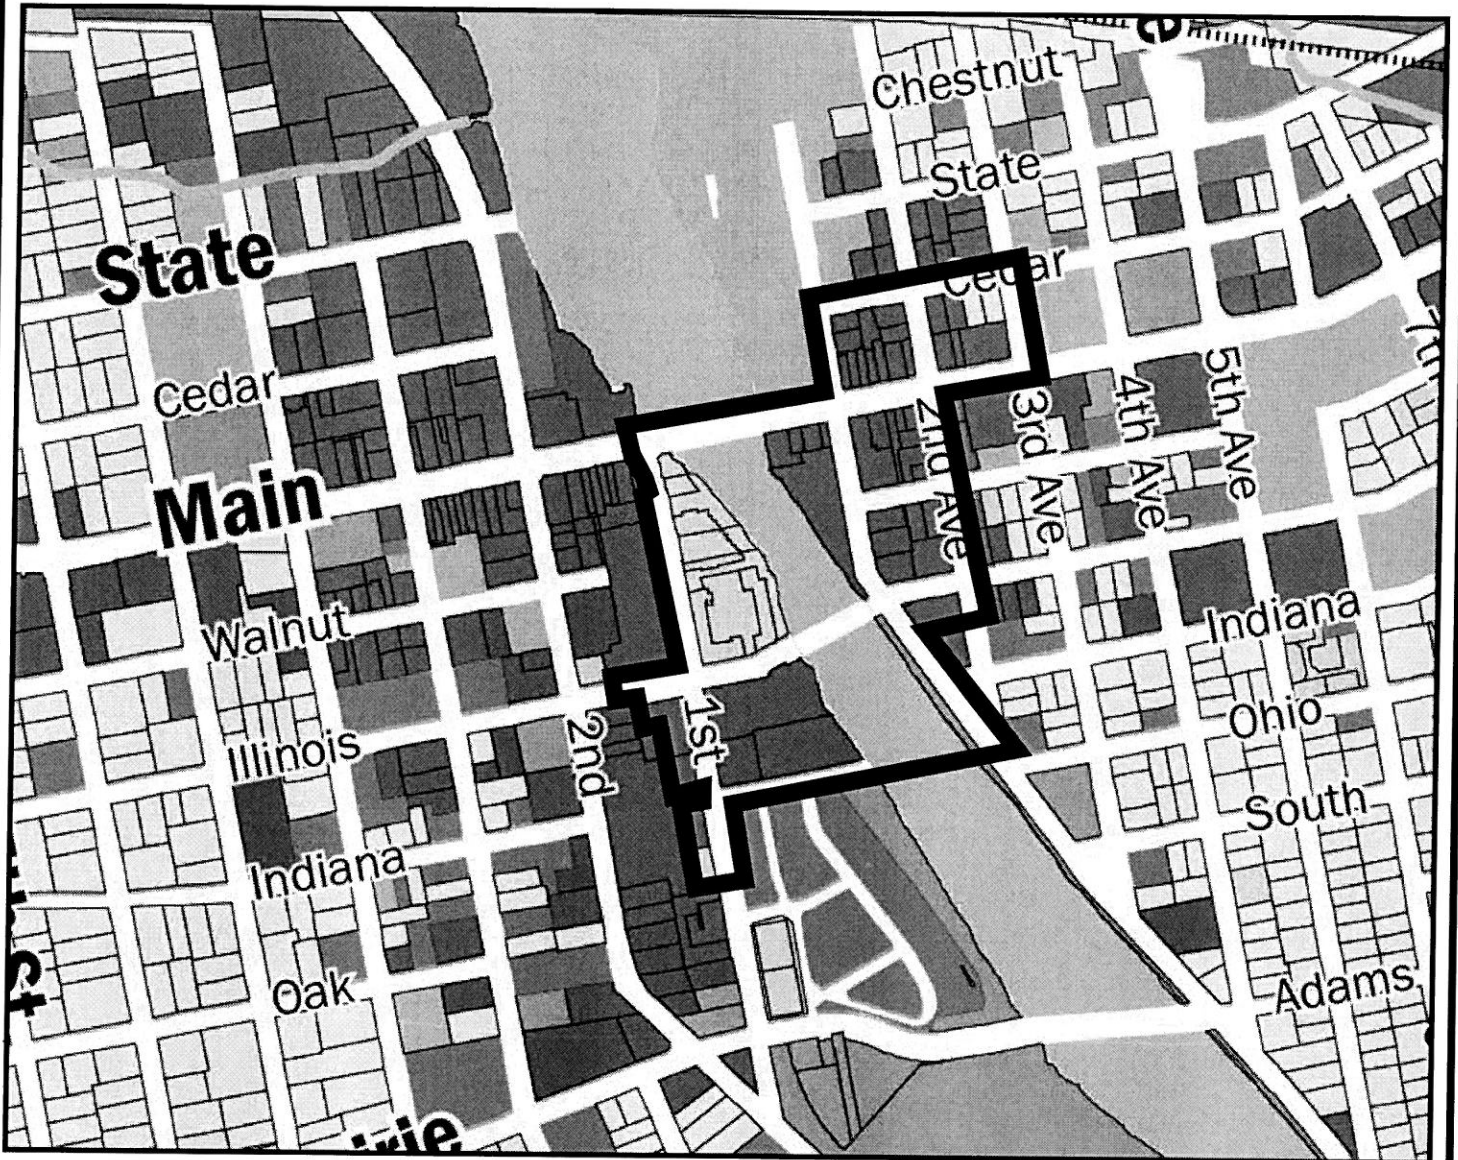 Chestnut
State
State
Cedar
Cedar
Main
2nd Ave
3rd Ave
4th Ave
5th Ave
7th
Walnut
Indiana
Illinois
2nd
1st
Ohio
Indiana
South
Oak
Adams